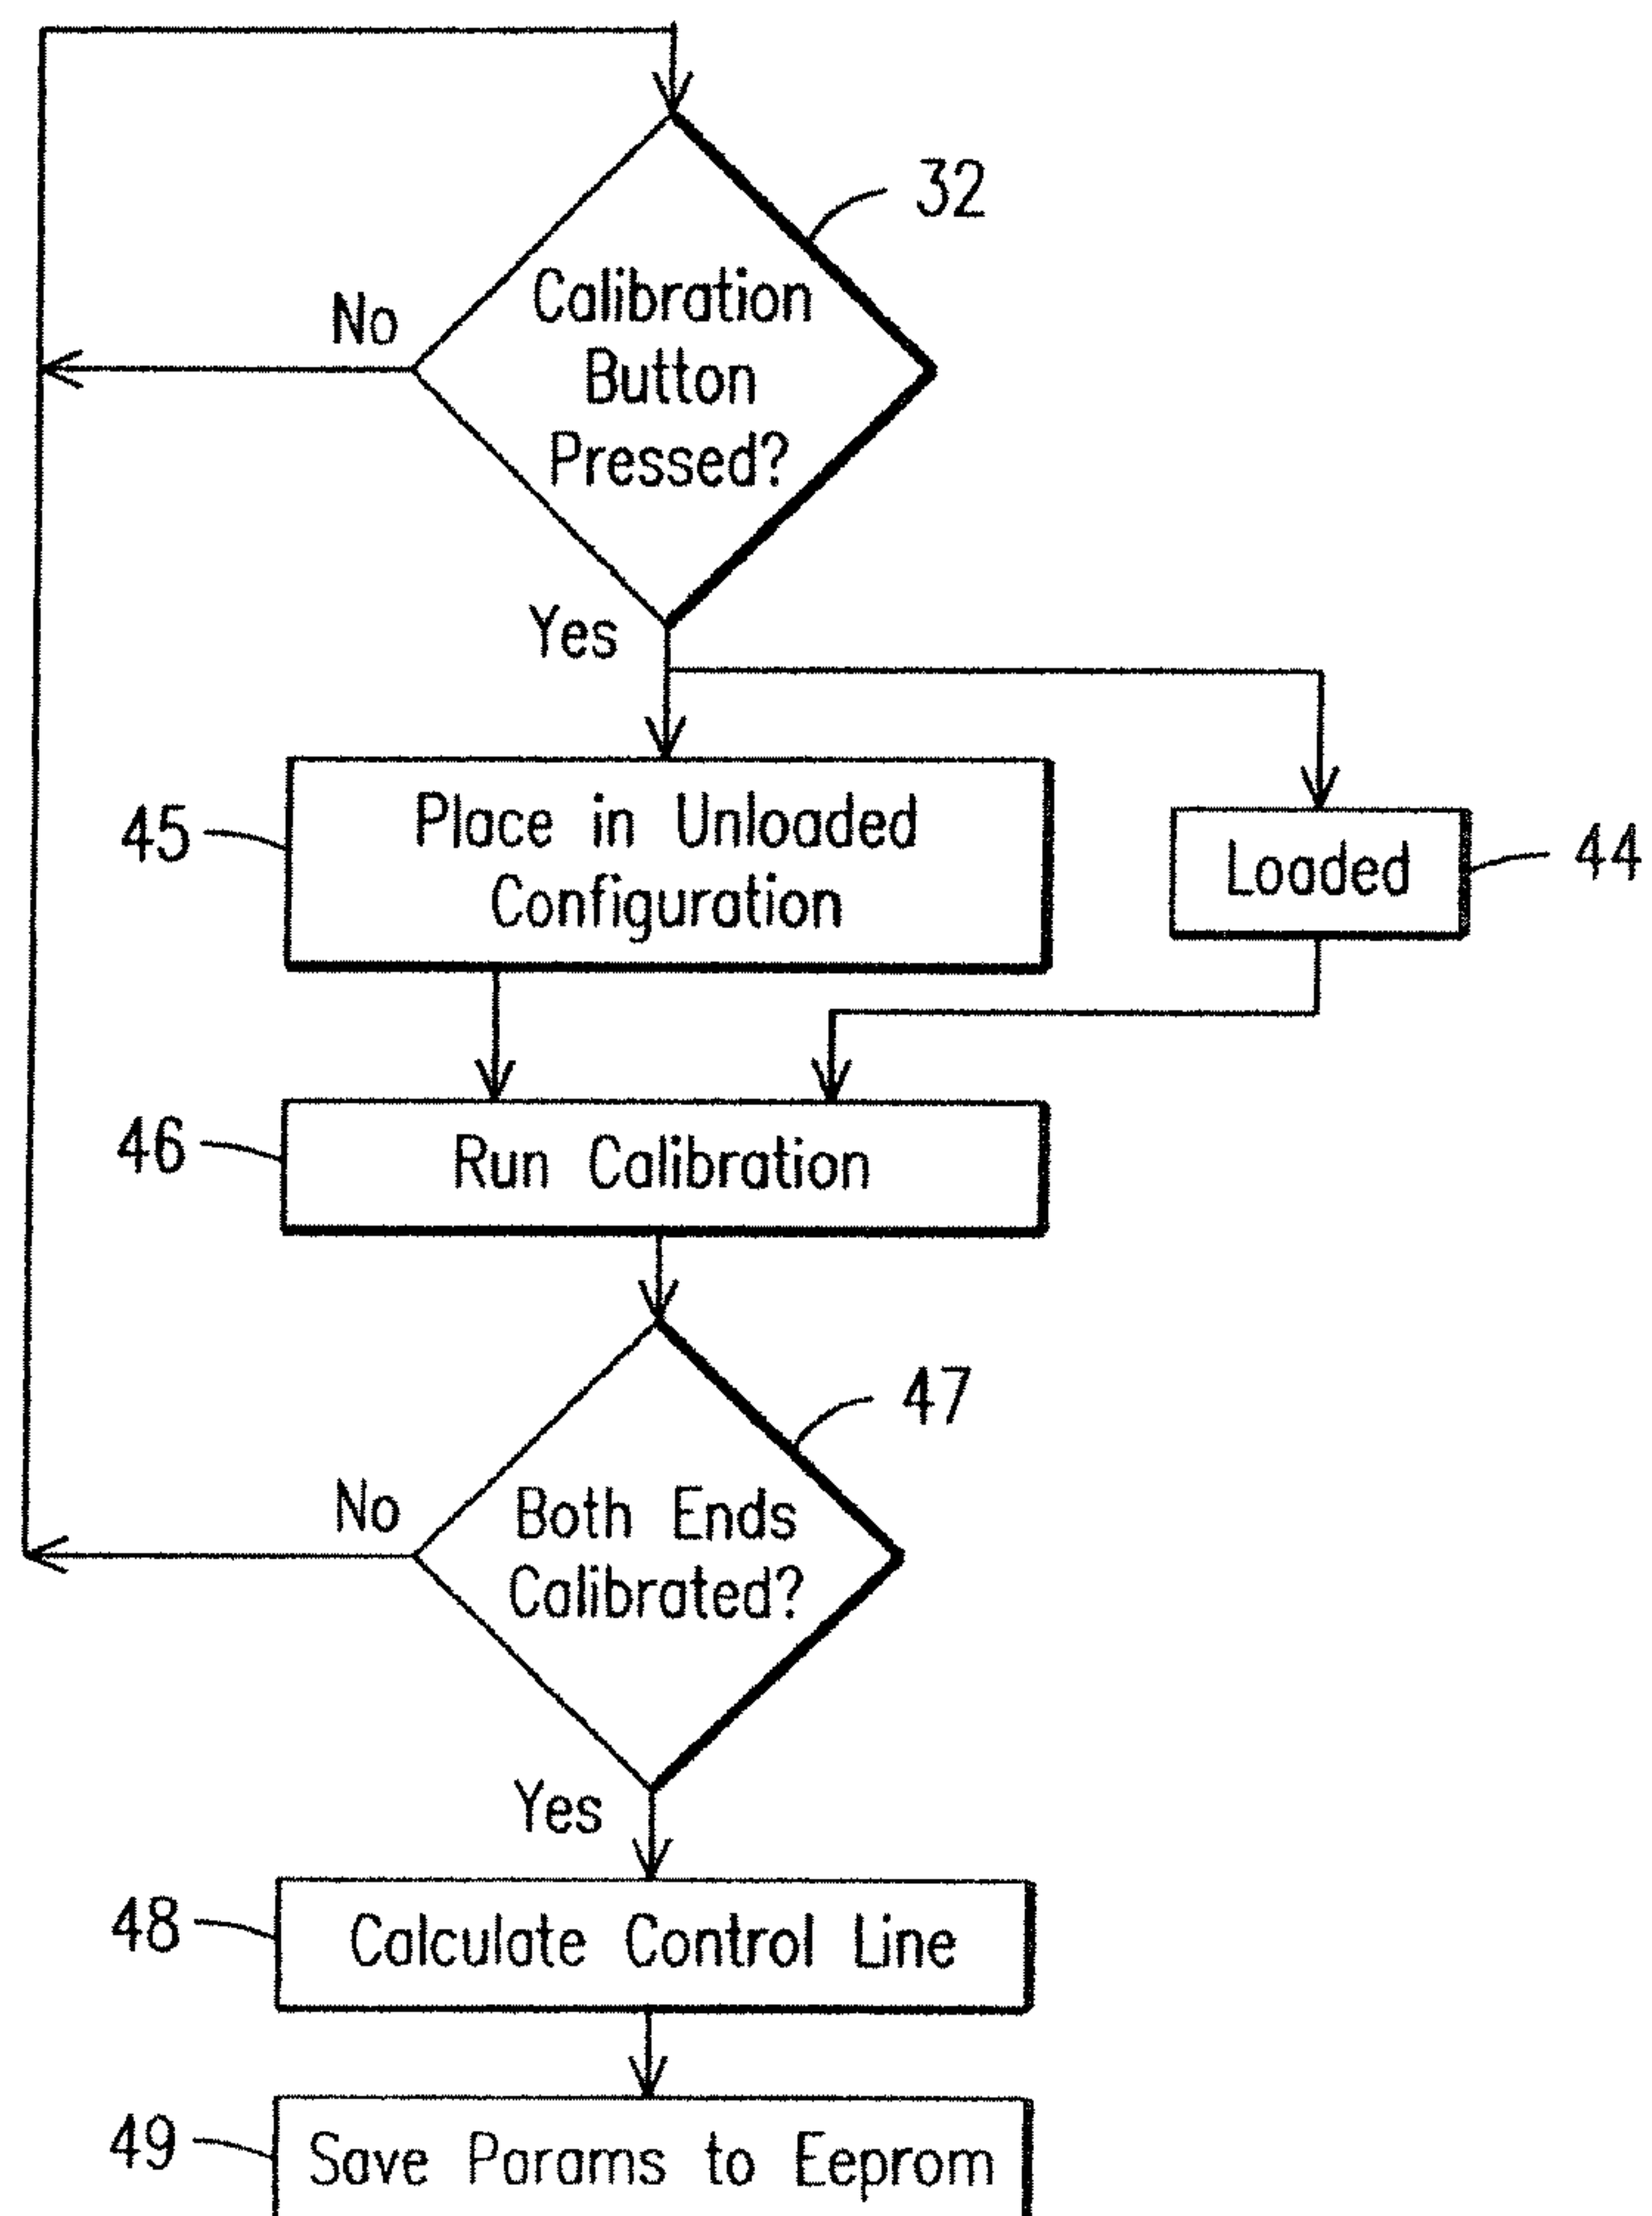 32
Calibration
Button
Pressed?
No
Yes
45
Place in Unloaded
Configuration
Loaded
44
46
Run Calibration
47
Both Ends
Calibrated?
No
Yes
48
Calculate Control Line
49
Save Params to Eeprom